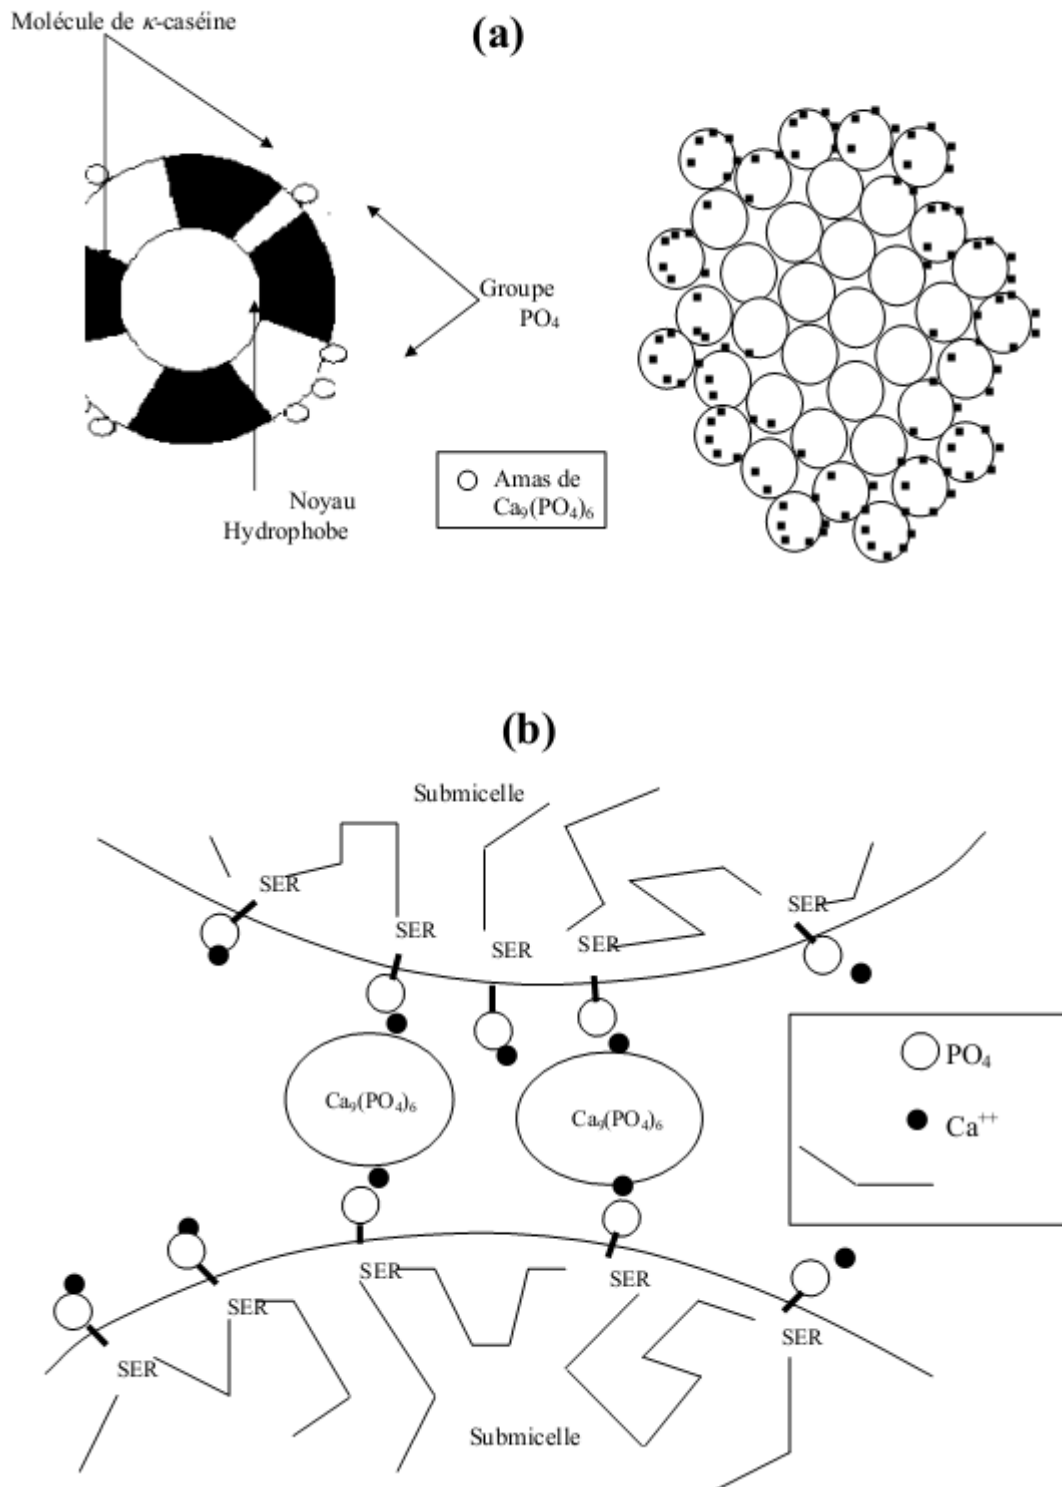 Molécule de κ-caséine
(a)
Groupe
PO₄
Amas de
Ca₉(PO₄)₆
Noyau
Hydrophobe
(b)
Submicelle
SER
SER
SER
SER
SER
Ca₉(PO₄)₆
Ca₉(PO₄)₆
PO₄
Ca⁺⁺
SER
SER
SER
SER
SER
Submicelle